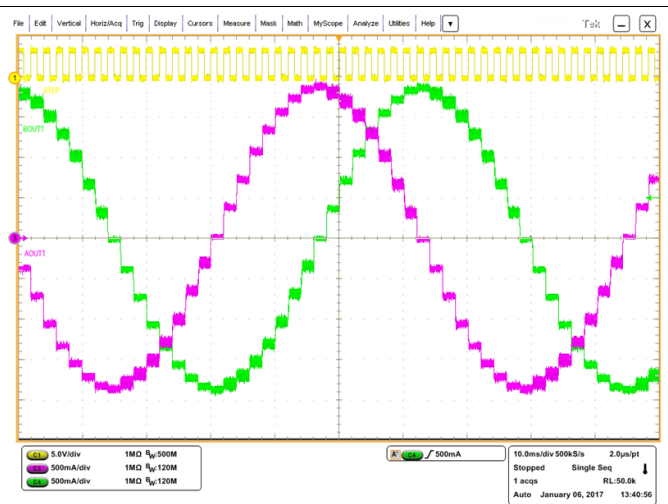 File Edit Vertical Horiz/Acq Trig Display Cursors Measure Mask Math MyScope Analyze Utilities Help Tek X
1 STEP
BOUT1
3
AOUT1
C1 5.0V/div 1MΩ BW:500M
C3 500mA/div 1MΩ BW:120M
C4 500mA/div 1MΩ BW:120M
A' C4 500mA
10.0ms/div 500kS/s 2.0µs/pt
Stopped Single Seq
1 acqs RL:50.0k
Auto January 06, 2017 13:40:56